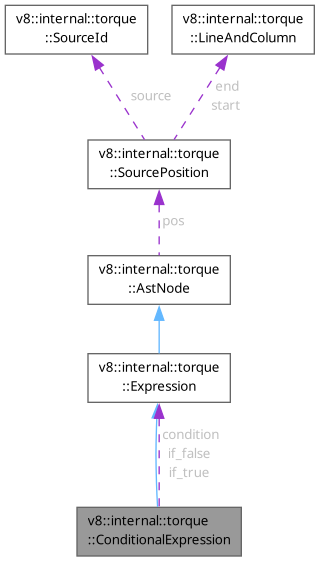 v8::internal::torque
::SourceId
v8::internal::torque
::LineAndColumn
source
end
start
v8::internal::torque
::SourcePosition
pos
v8::internal::torque
::AstNode
v8::internal::torque
::Expression
condition
if_false
if_true
v8::internal::torque
::ConditionalExpression